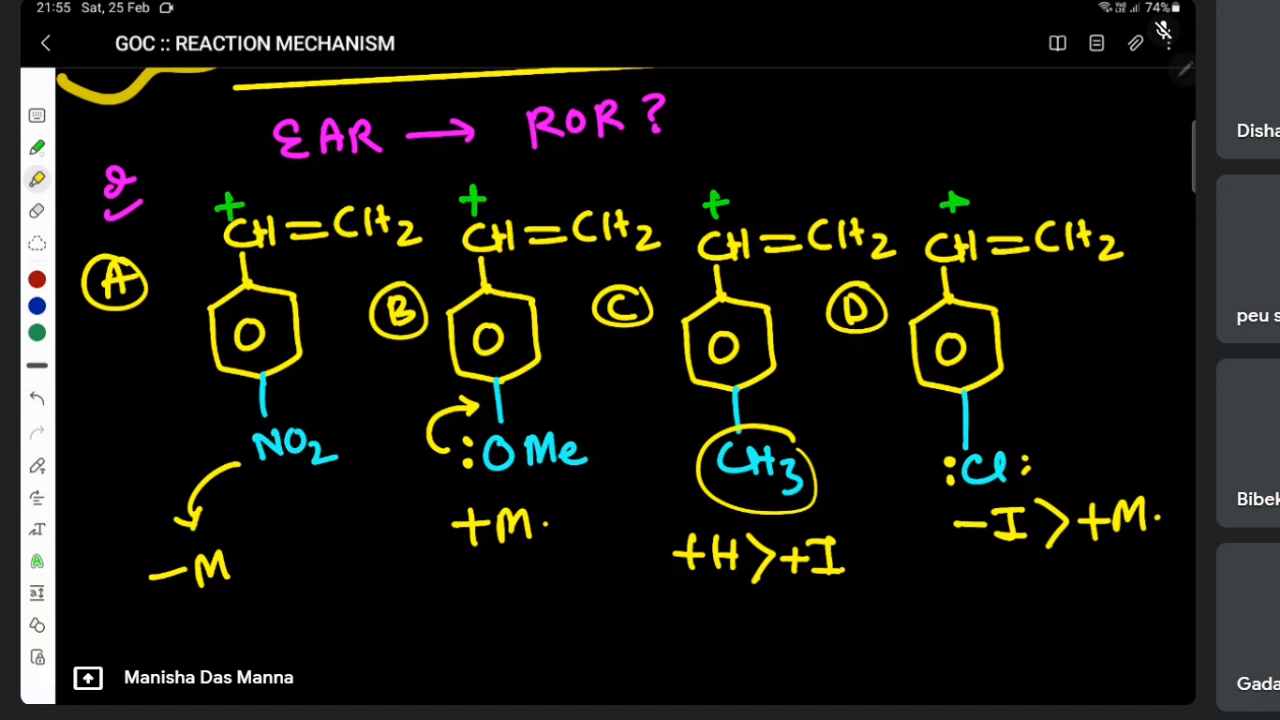 21:55 Sat, 25 Feb 74%
GOC :: REACTION MECHANISM
EAR → ROR ?
Q
+ + + +
CH=CH2 CH=CH2 CH=CH2 CH=CH2
A B C D
NO2 :OMe CH3 :Cl:
-M +M. +H>+I -I>+M.
Manisha Das Manna
Disha
peu s
Bibek
Gada